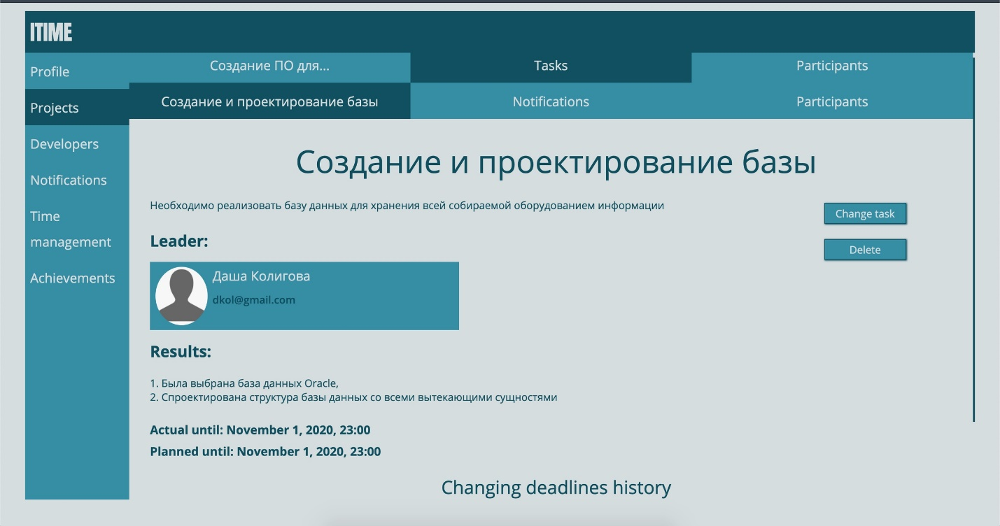 ITIME
Profile
Projects
Developers
Notifications
Time
management
Achievements
Создание ПО для...
Tasks
Participants
Создание и проектирование базы
Notifications
Participants
Создание и проектирование базы
Необходимо реализовать базу данных для хранения всей собираемой оборудованием информации
Change task
Delete
Leader:
Даша Колигова
dkol@gmail.com
Results:
1. Была выбрана база данных Oracle,
2. Спроектирована структура базы данных со всеми вытекающими сущностями
Actual until: November 1, 2020, 23:00
Planned until: November 1, 2020, 23:00
Changing deadlines history